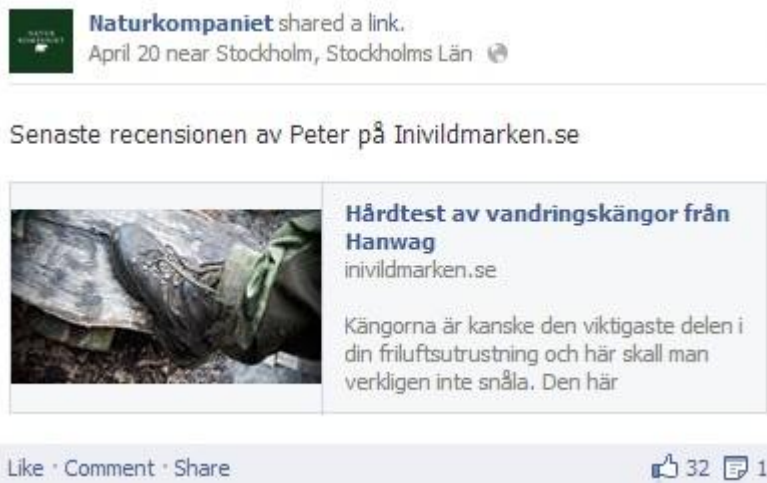 Naturkompaniet shared a link.
April 20 near Stockholm, Stockholms Län
Senaste recensionen av Peter på Inivildmarken.se
Hårdtest av vandringskängor från
Hanwag
inivildmarken.se
Kängorna är kanske den viktigaste delen i
din friluftsutrustning och här skall man
verkligen inte snåla. Den här
Like · Comment · Share
32 1